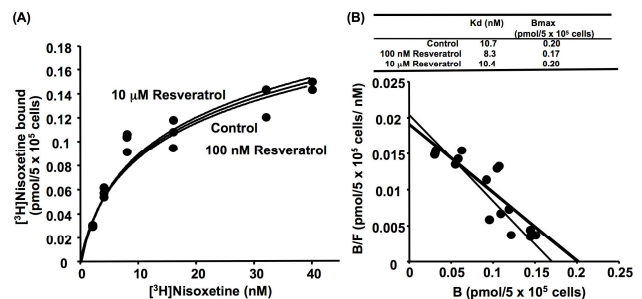 (A)
0.18
0.16
0.14
0.12
0.10
0.08
0.06
0.04
0.02
0.00
[³H]Nisoxetine bound
(pmol/5 x 10⁵ cells)
10 μM Resveratrol
Control
100 nM Resveratrol
0
10
20
30
40
50
[³H]Nisoxetine (nM)
(B)
Kd (nM) Bmax
(pmol/5 x 10⁵ cells)
Control 10.7 0.20
100 nM Resveratrol 8.3 0.17
10 μM Resveratrol 10.4 0.20
0.025
0.02
0.015
0.01
0.005
0
B/F (pmol/5 x 10⁵ cells/ nM)
0
0.05
0.1
0.15
0.2
0.25
B (pmol/5 x 10⁵ cells)